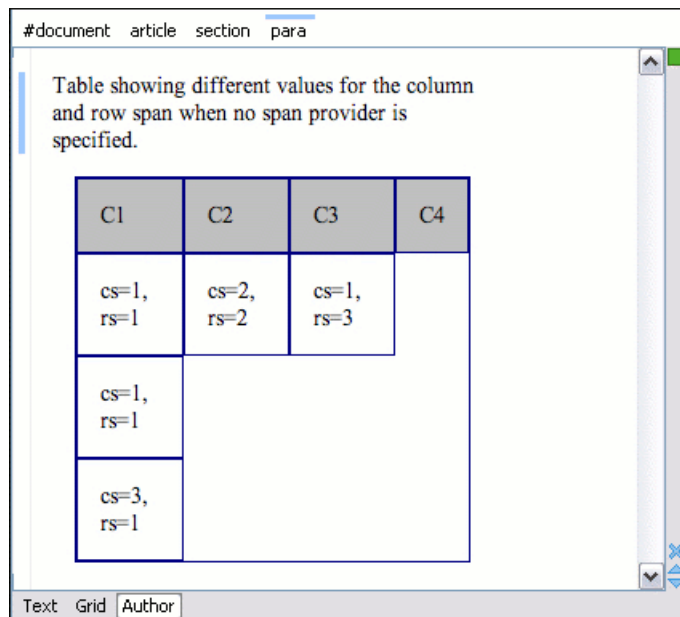 #document article section para
Table showing different values for the column
and row span when no span provider is
specified.
C1 C2 C3 C4
cs=1, cs=2, cs=1,
rs=1 rs=2 rs=3
cs=1,
rs=1
cs=3,
rs=1
Text Grid Author